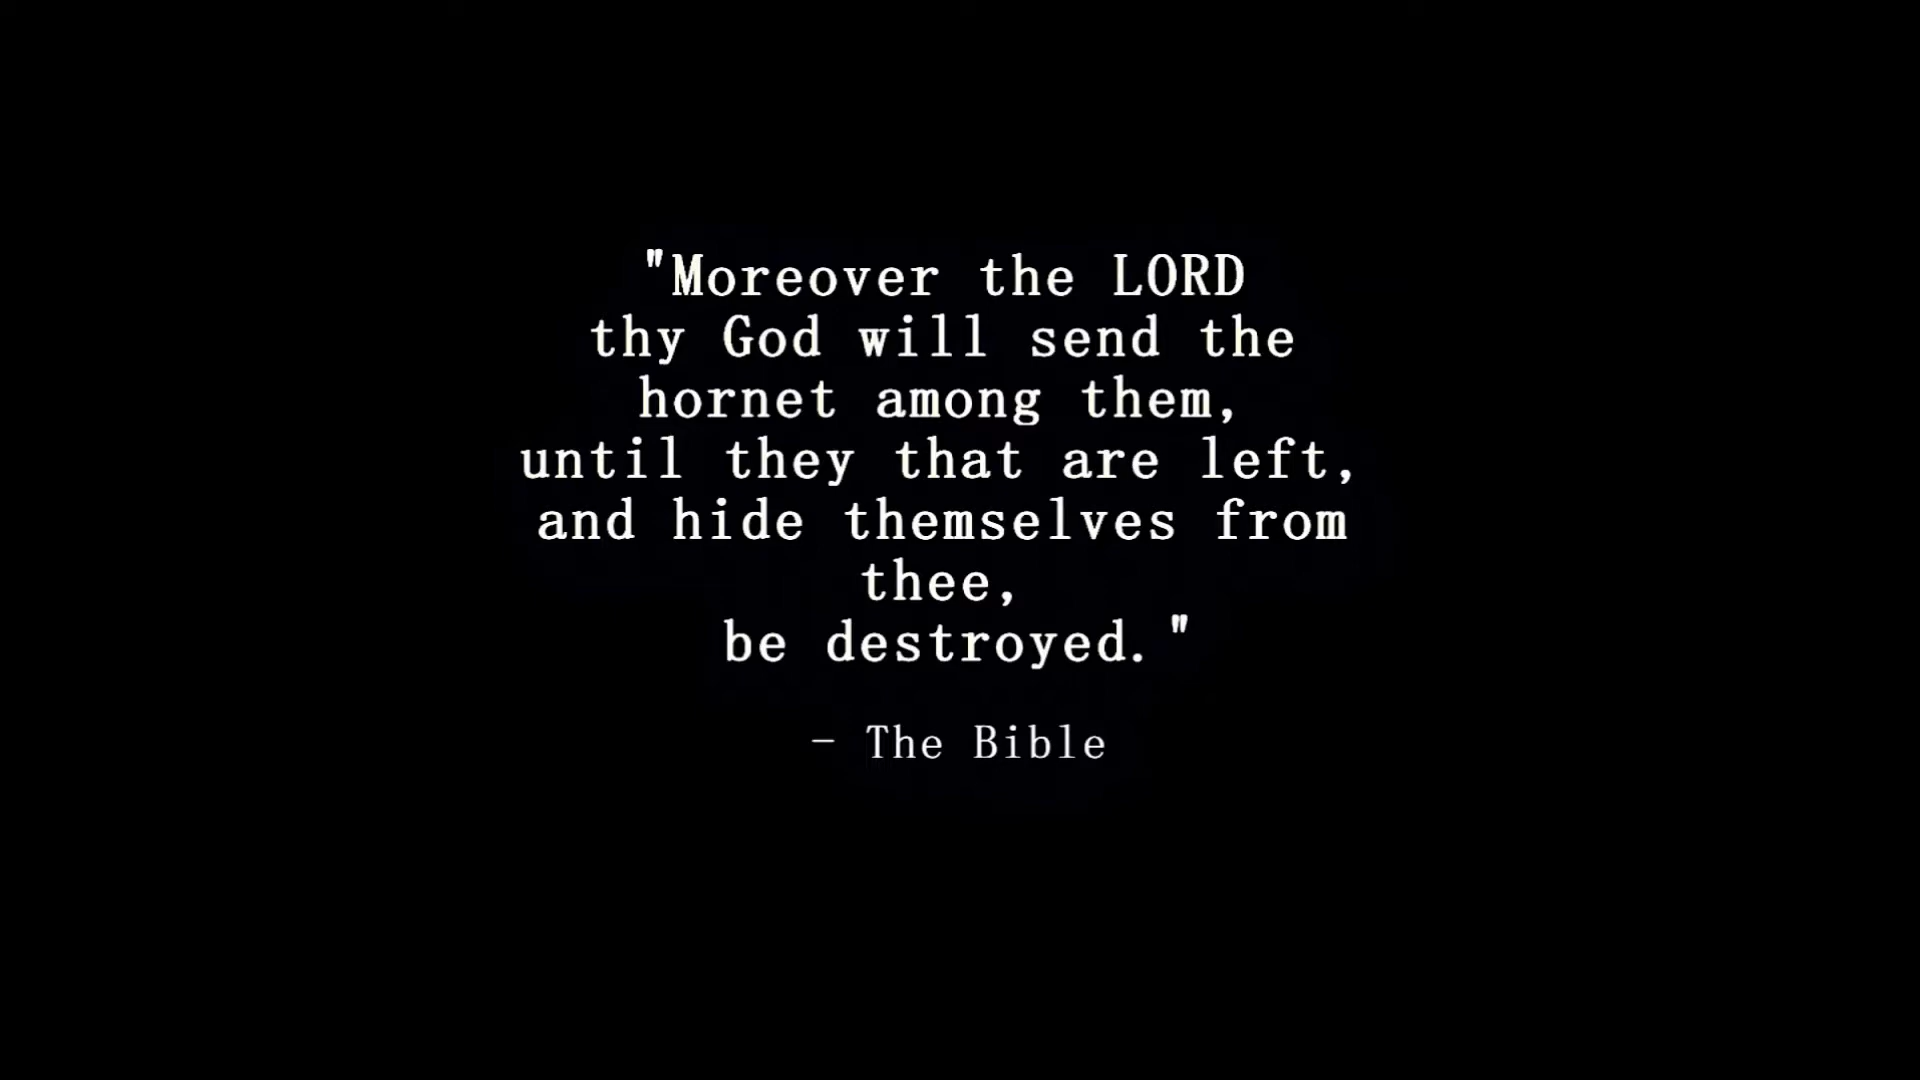 "Moreover the LORD
thy God will send the
hornet among them,
until they that are left,
and hide themselves from
thee,
be destroyed."
- The Bible